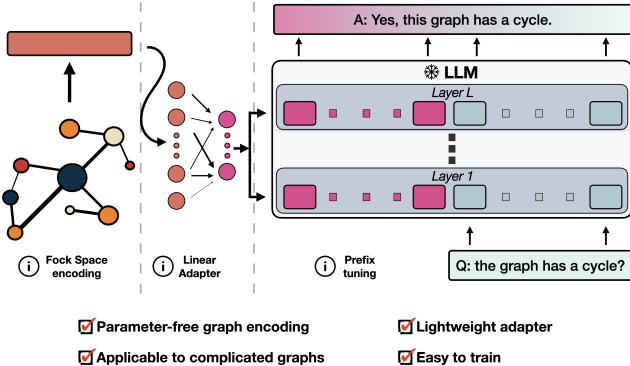 A: Yes, this graph has a cycle.
LLM
Layer L
Layer 1
i Fock Space
encoding
i Linear
Adapter
i Prefix
tuning
Q: the graph has a cycle?
Parameter-free graph encoding
Lightweight adapter
Applicable to complicated graphs
Easy to train